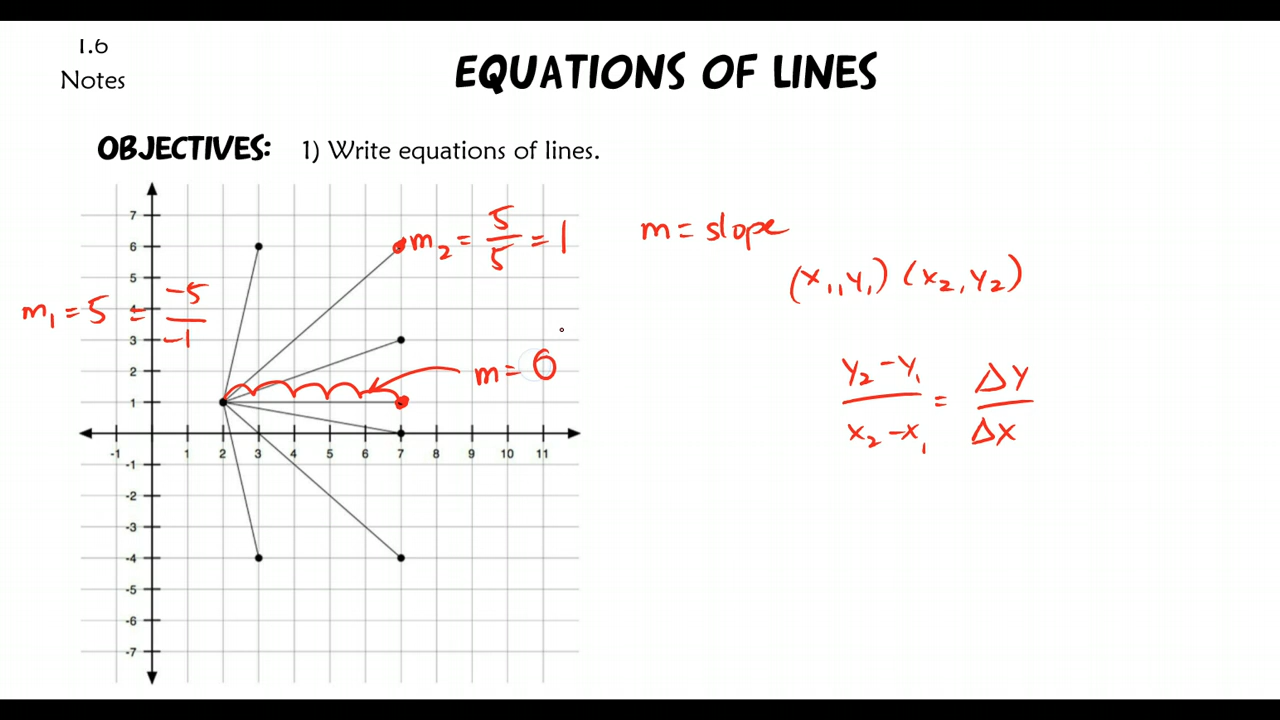 1.6
Notes
EQUATIONS OF LINES
OBJECTIVES: 1) Write equations of lines.
m = slope
(x₁, y₁) (x₂, y₂)
y₂ - y₁ / x₂ - x₁ = Δy / Δx
m₁ = 5 = -5 / -1
m₂ = 5 / 5 = 1
m = 0
7
6
5
4
3
2
1
-1
-2
-3
-4
-5
-6
-7
-1 1 2 3 4 5 6 7 8 9 10 11